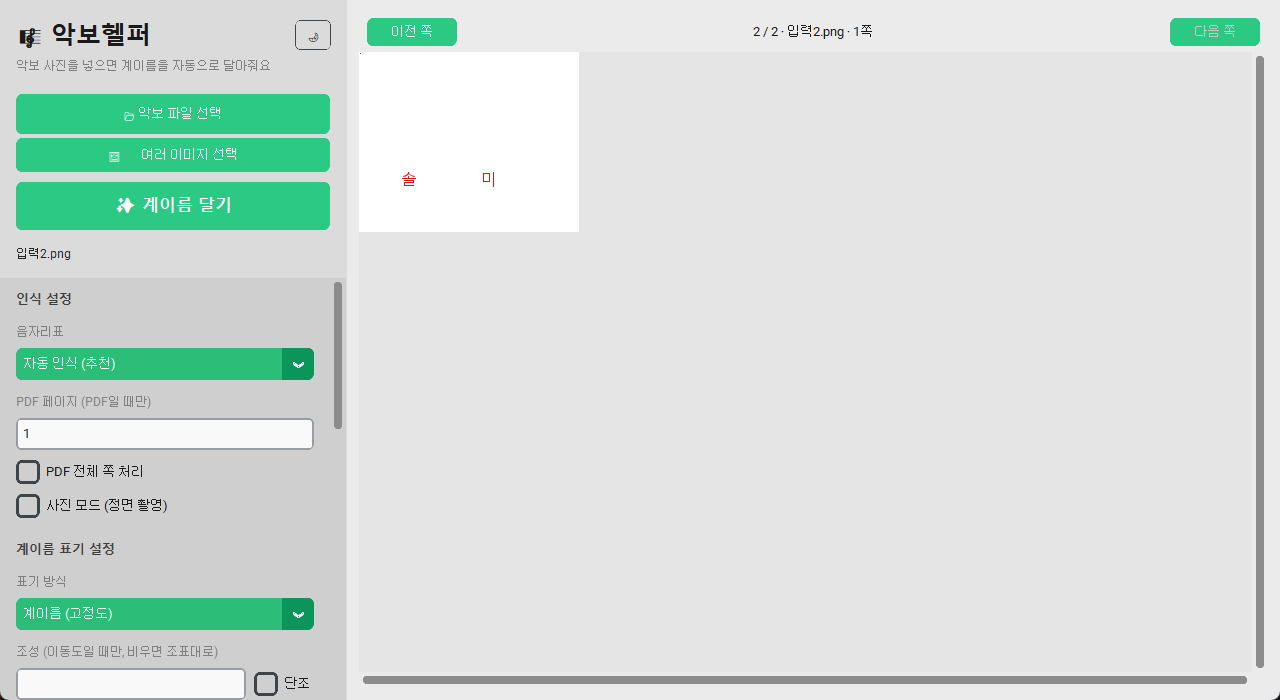 악보헬퍼
악보 사진을 넣으면 계이름을 자동으로 달아줘요
악보 파일 선택
여러 이미지 선택
계이름 달기
입력2.png
인식 설정
음자리표
자동 인식 (추천)
PDF 페이지 (PDF일 때만)
1
PDF 전체 쪽 처리
사진 모드 (정면 촬영)
계이름 표기 설정
표기 방식
계이름 (고정도)
조성 (이동도일 때만, 비우면 조표대로)
단조
이전 쪽
2 / 2 · 입력2.png · 1쪽
다음 쪽
솔 미